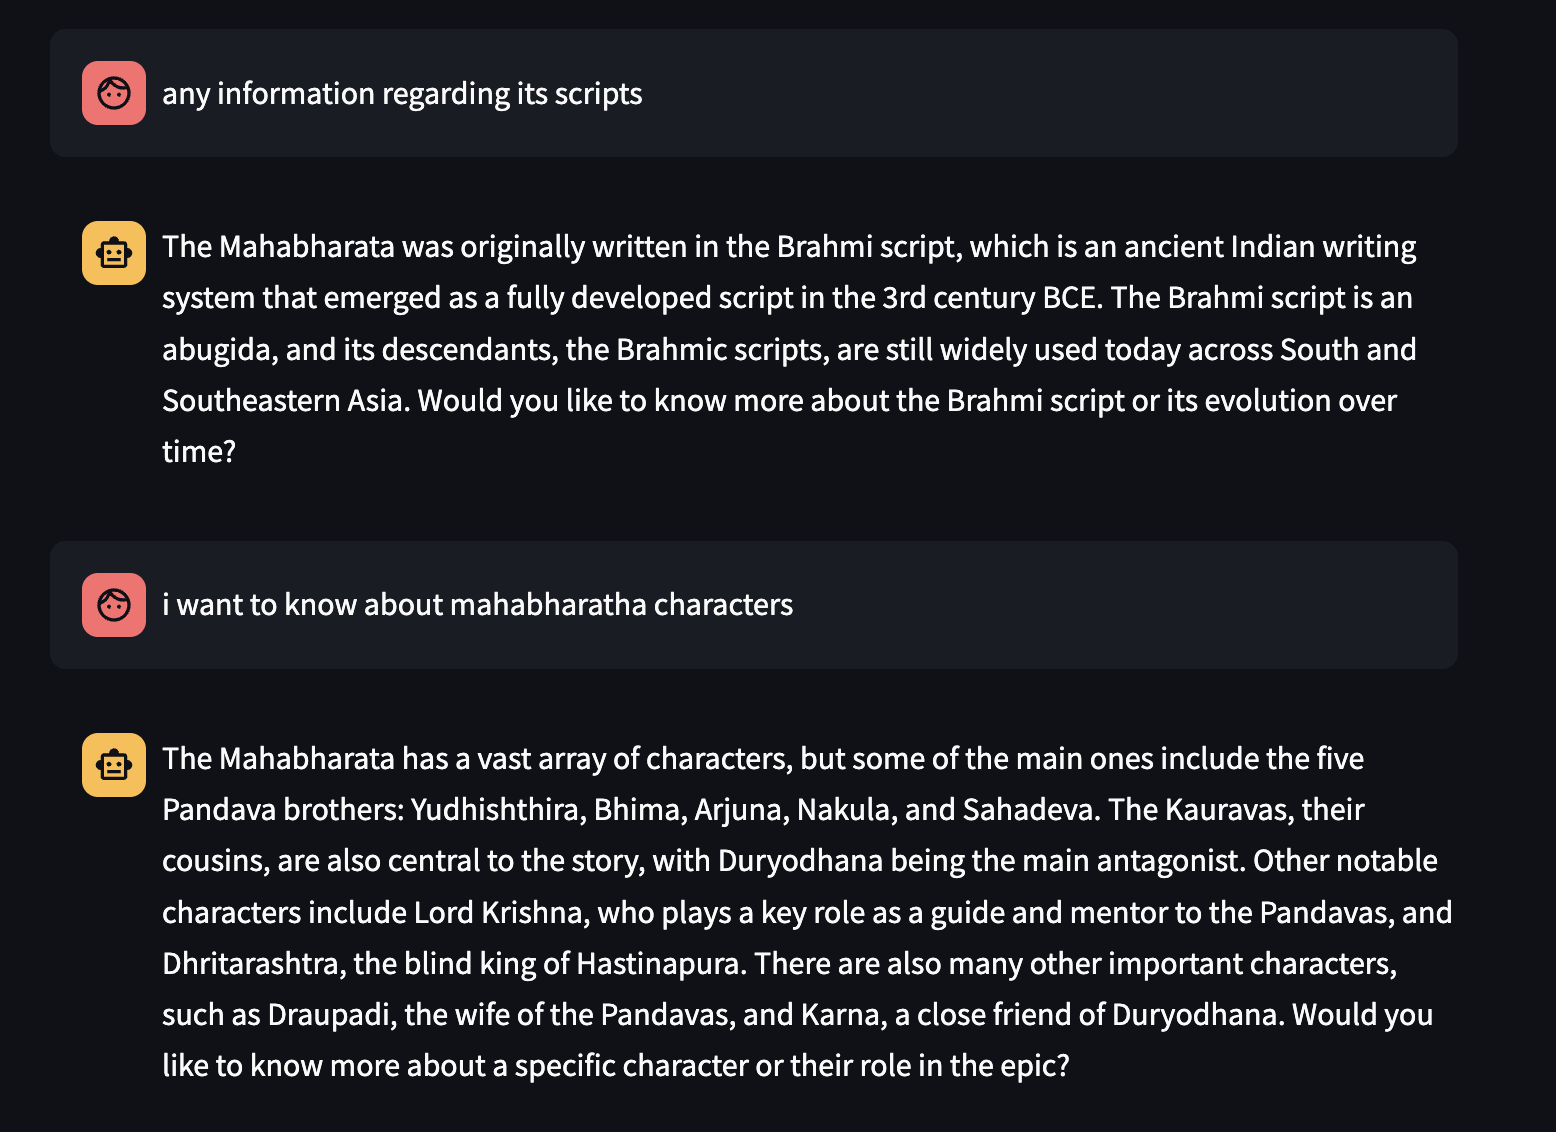 any information regarding its scripts
The Mahabharata was originally written in the Brahmi script, which is an ancient Indian writing
system that emerged as a fully developed script in the 3rd century BCE. The Brahmi script is an
abugida, and its descendants, the Brahmic scripts, are still widely used today across South and
Southeastern Asia. Would you like to know more about the Brahmi script or its evolution over
time?
i want to know about mahabharatha characters
The Mahabharata has a vast array of characters, but some of the main ones include the five
Pandava brothers: Yudhishthira, Bhima, Arjuna, Nakula, and Sahadeva. The Kauravas, their
cousins, are also central to the story, with Duryodhana being the main antagonist. Other notable
characters include Lord Krishna, who plays a key role as a guide and mentor to the Pandavas, and
Dhritarashtra, the blind king of Hastinapura. There are also many other important characters,
such as Draupadi, the wife of the Pandavas, and Karna, a close friend of Duryodhana. Would you
like to know more about a specific character or their role in the epic?